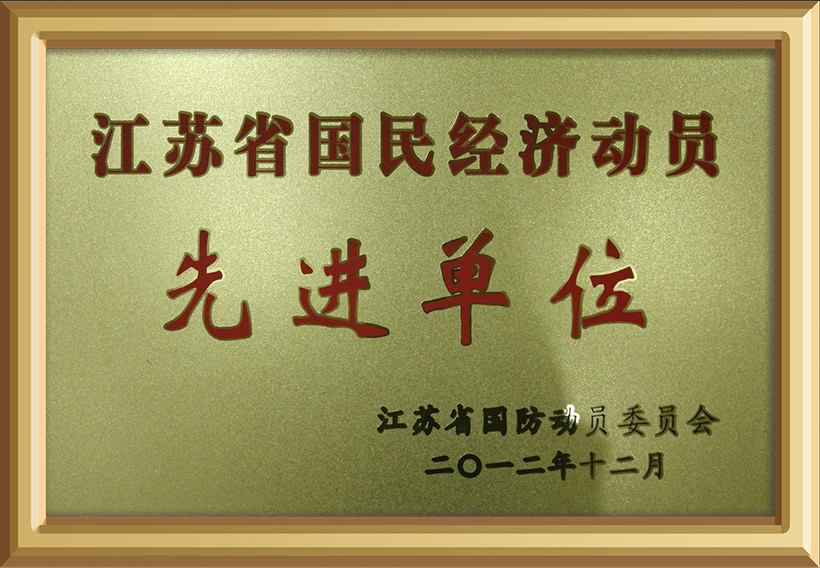 江苏省国民经济动员
先进单位
江苏省国防动员委员会
二〇一二年十二月